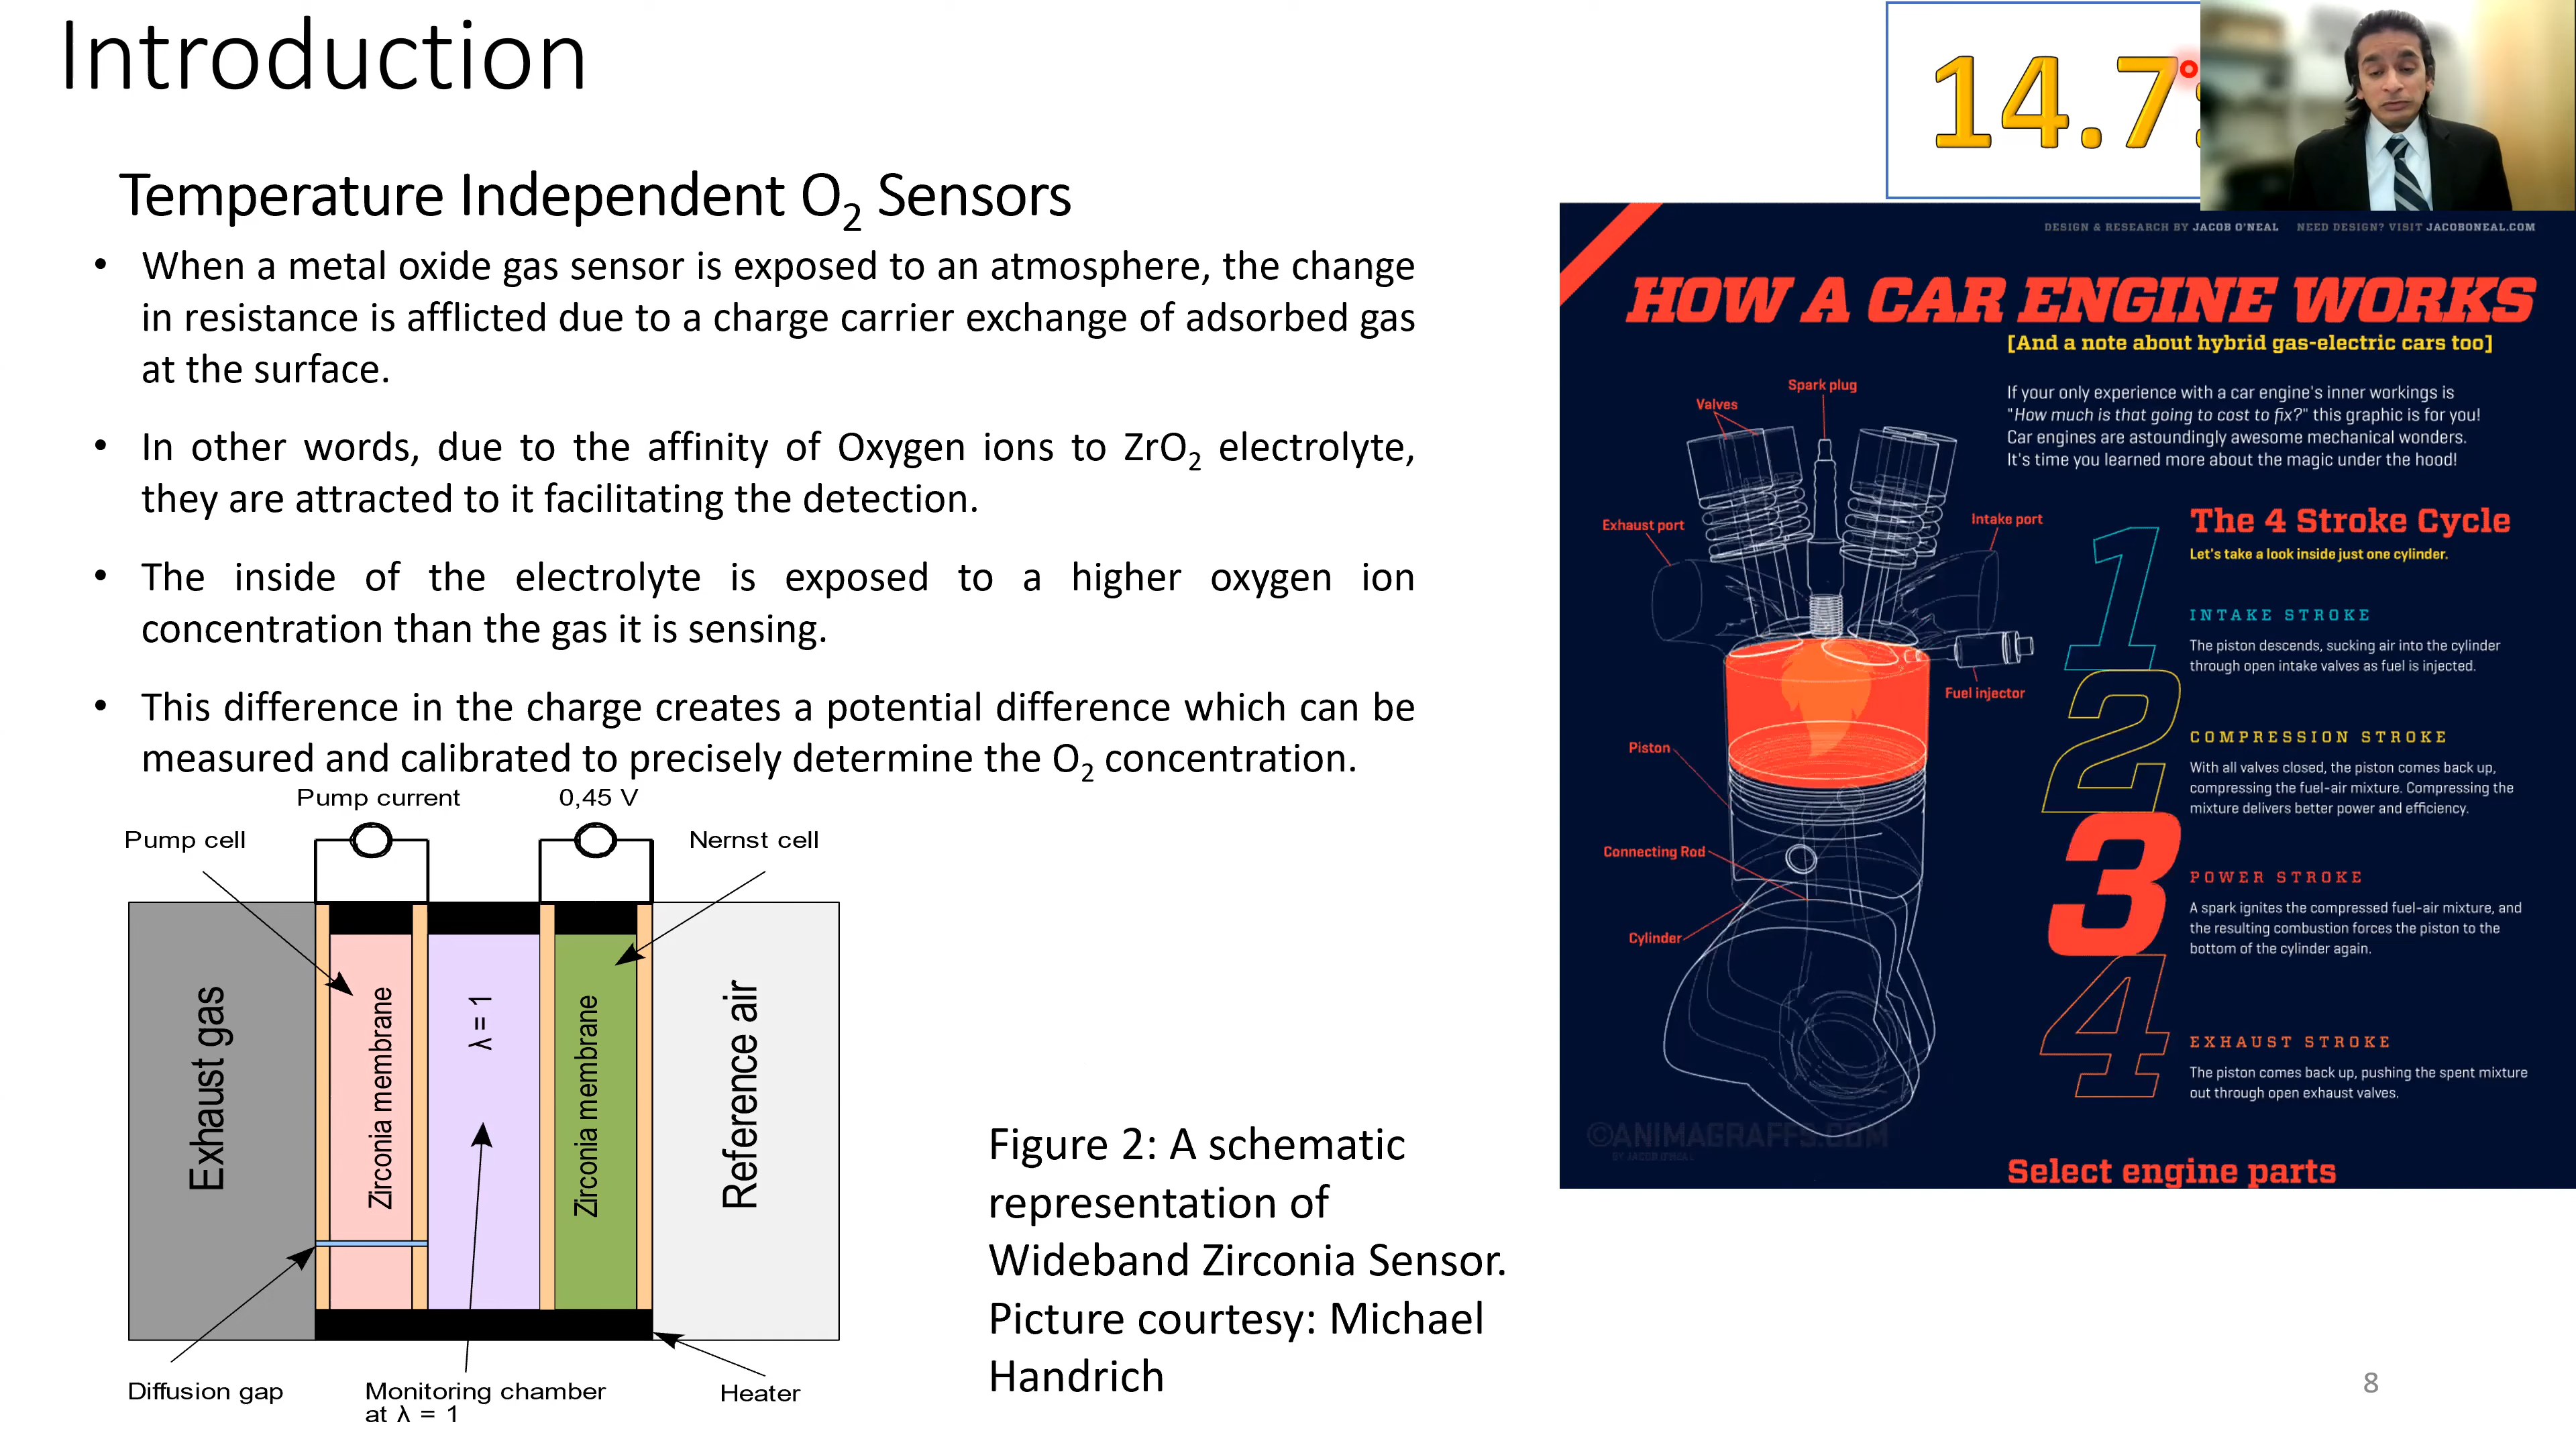 Introduction
14.7
Temperature Independent O₂ Sensors
• When a metal oxide gas sensor is exposed to an atmosphere, the change
in resistance is afflicted due to a charge carrier exchange of adsorbed gas
at the surface.
• In other words, due to the affinity of Oxygen ions to ZrO₂ electrolyte,
they are attracted to it facilitating the detection.
• The inside of the electrolyte is exposed to a higher oxygen ion
concentration than the gas it is sensing.
• This difference in the charge creates a potential difference which can be
measured and calibrated to precisely determine the O₂ concentration.
Pump current
0,45 V
Pump cell
Nernst cell
Exhaust gas
Zirconia membrane
λ = 1
Zirconia membrane
Reference air
Diffusion gap
Monitoring chamber
at λ = 1
Heater
Figure 2: A schematic
representation of
Wideband Zirconia Sensor.
Picture courtesy: Michael
Handrich
DESIGN & RESEARCH BY JACOB O'NEAL NEED DESIGN? VISIT JACOBONEAL.COM
HOW A CAR ENGINE WORKS
[And a note about hybrid gas-electric cars too]
If your only experience with a car engine's inner workings is
"How much is that going to cost to fix?" this graphic is for you!
Car engines are astoundingly awesome mechanical wonders.
It's time you learned more about the magic under the hood!
Spark plug
Valves
Exhaust port
Intake port
Fuel injector
Piston
Connecting Rod
Cylinder
The 4 Stroke Cycle
Let's take a look inside just one cylinder.
1
INTAKE STROKE
The piston descends, sucking air into the cylinder
through open intake valves as fuel is injected.
2
COMPRESSION STROKE
With all valves closed, the piston comes back up,
compressing the fuel-air mixture. Compressing the
mixture delivers better power and efficiency.
3
POWER STROKE
A spark ignites the compressed fuel-air mixture, and
the resulting combustion forces the piston to the
bottom of the cylinder again.
4
EXHAUST STROKE
The piston comes back up, pushing the spent mixture
out through open exhaust valves.
©ANIMAGRAFFS.COM
BY JACOB O'NEAL
Select engine parts
8